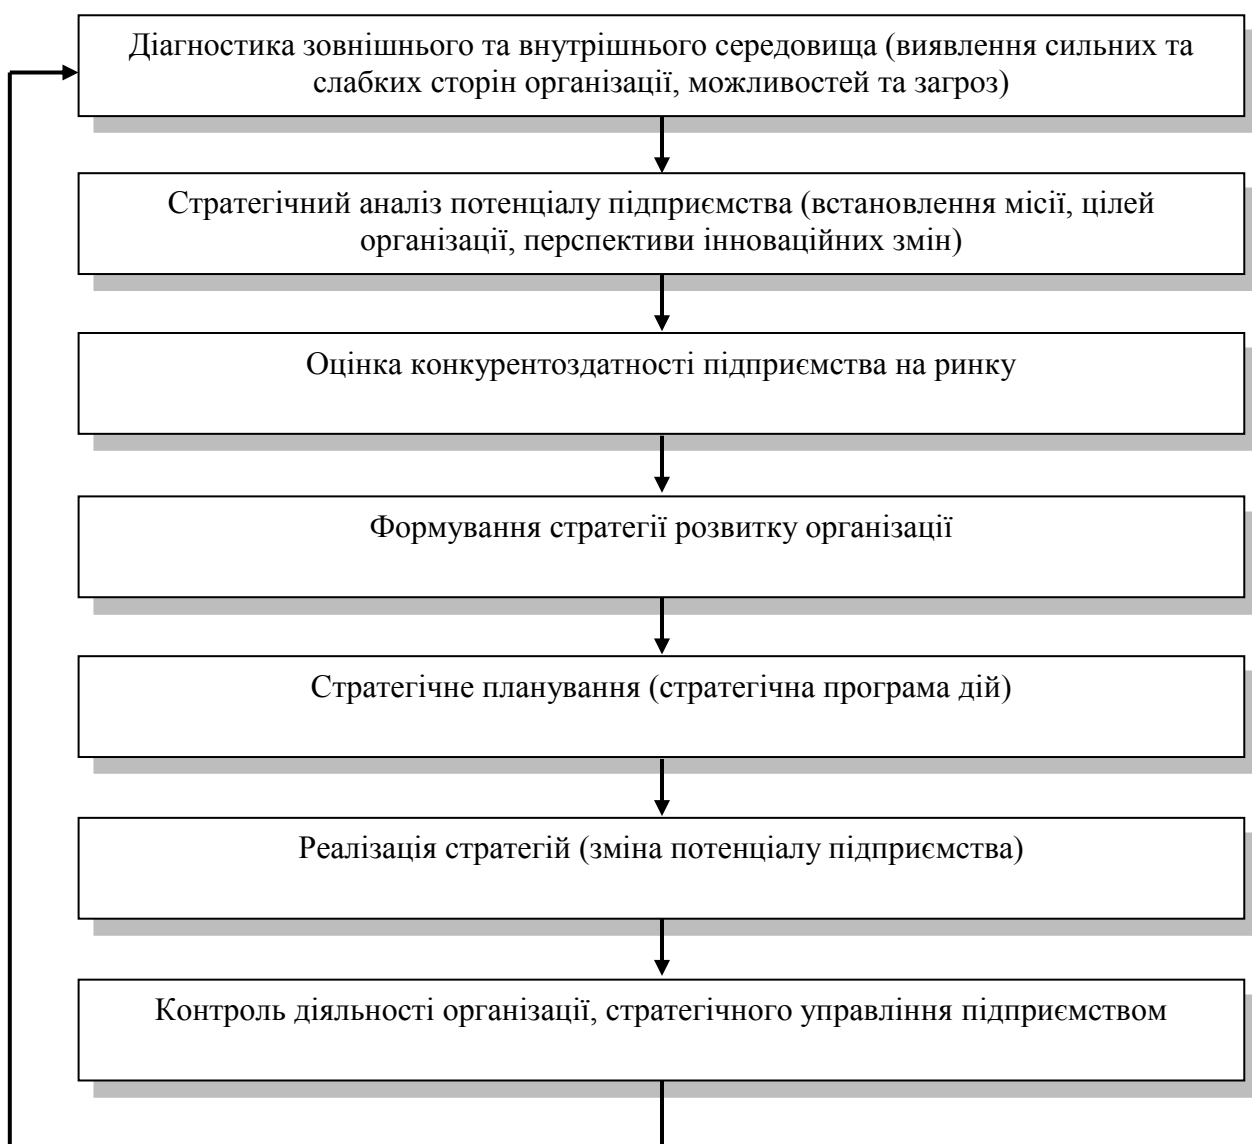 Діагностика зовнішнього та внутрішнього середовища (виявлення сильних та
слабких сторін організації, можливостей та загроз)
Стратегічний аналіз потенціалу підприємства (встановлення місії, цілей
організації, перспективи інноваційних змін)
Оцінка конкурентоздатності підприємства на ринку
Формування стратегії розвитку організації
Стратегічне планування (стратегічна програма дій)
Реалізація стратегій (зміна потенціалу підприємства)
Контроль діяльності організації, стратегічного управління підприємством